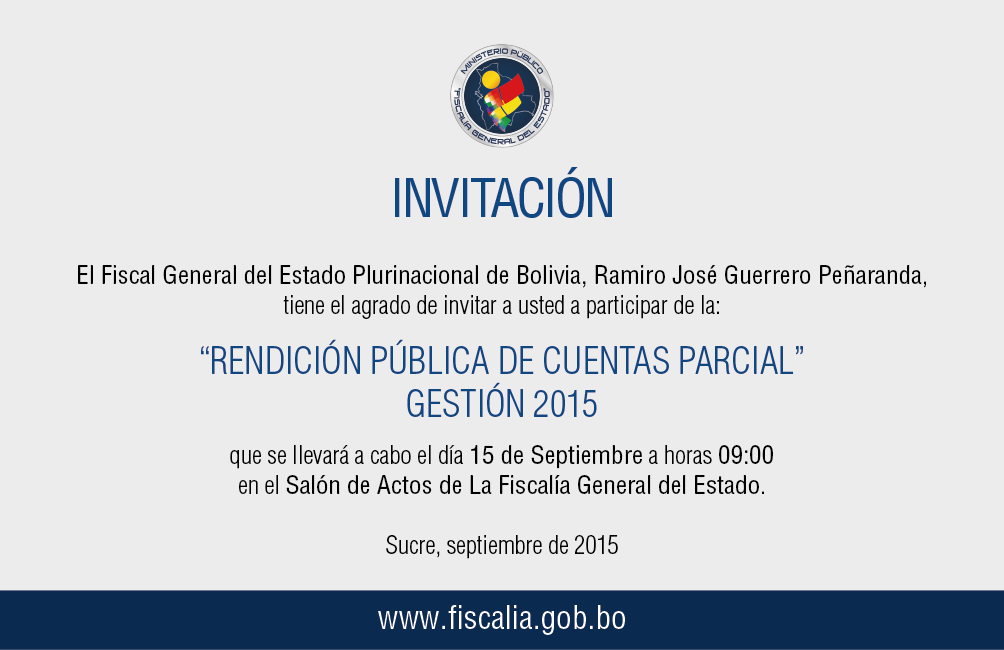 MINISTERIO PÚBLICO
"FISCALÍA GENERAL DEL ESTADO"
INVITACIÓN
El Fiscal General del Estado Plurinacional de Bolivia, Ramiro José Guerrero Peñaranda,
tiene el agrado de invitar a usted a participar de la:
“RENDICIÓN PÚBLICA DE CUENTAS PARCIAL”
GESTIÓN 2015
que se llevará a cabo el día 15 de Septiembre a horas 09:00
en el Salón de Actos de La Fiscalía General del Estado.
Sucre, septiembre de 2015
www.fiscalia.gob.bo